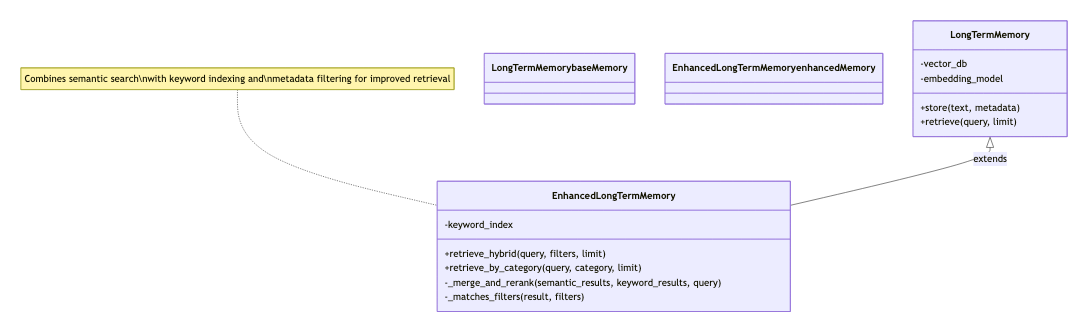 Combines semantic search\nwith keyword indexing and\nmetadata filtering for improved retrieval
LongTermMemorybaseMemory
EnhancedLongTermMemoryenhancedMemory
LongTermMemory
-vector_db
-embedding_model
+store(text, metadata)
+retrieve(query, limit)
extends
EnhancedLongTermMemory
-keyword_index
+retrieve_hybrid(query, filters, limit)
+retrieve_by_category(query, category, limit)
-_merge_and_rerank(semantic_results, keyword_results, query)
-_matches_filters(result, filters)